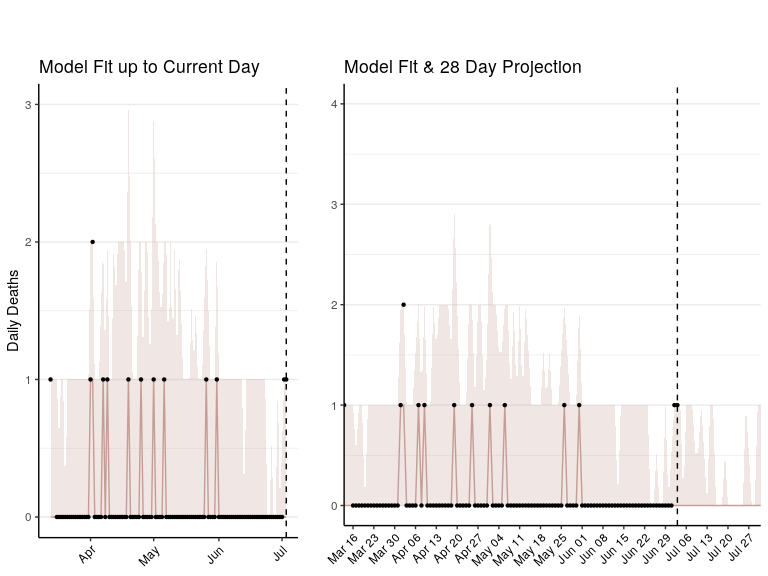 Model Fit up to Current Day
Model Fit & 28 Day Projection
Daily Deaths
3
2
1
0
Apr
May
Jun
Jul
4
3
2
1
0
Mar 16
Mar 23
Mar 30
Apr 06
Apr 13
Apr 20
Apr 27
May 04
May 11
May 18
May 25
Jun 01
Jun 08
Jun 15
Jun 22
Jun 29
Jul 06
Jul 13
Jul 20
Jul 27